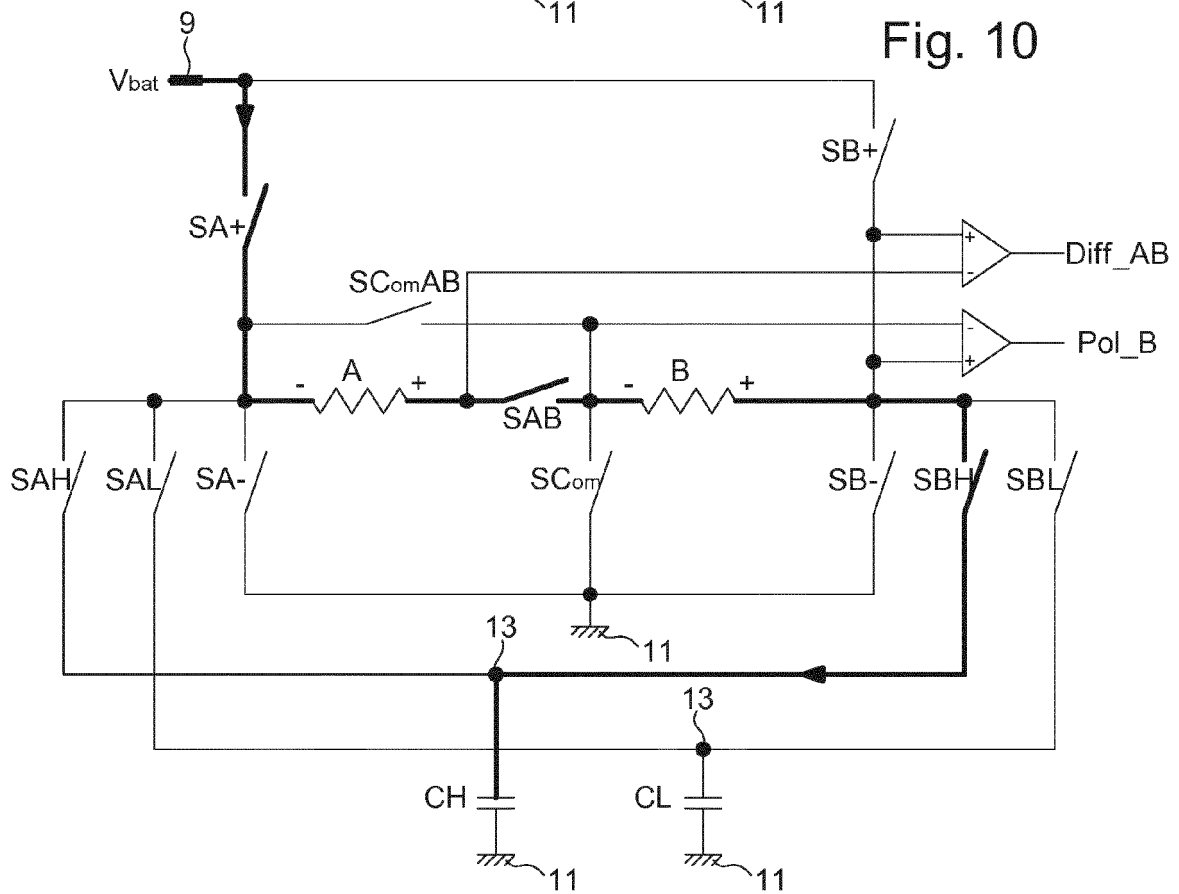 11 11
Fig. 10
9
Vbat
SB+
SA+
+
-
Diff_AB
SComAB
-
+
Pol_B
- A +
SAB
- B +
SAH SAL SA- SCom SB- SBH SBL
11
13
13
CH CL
11 11